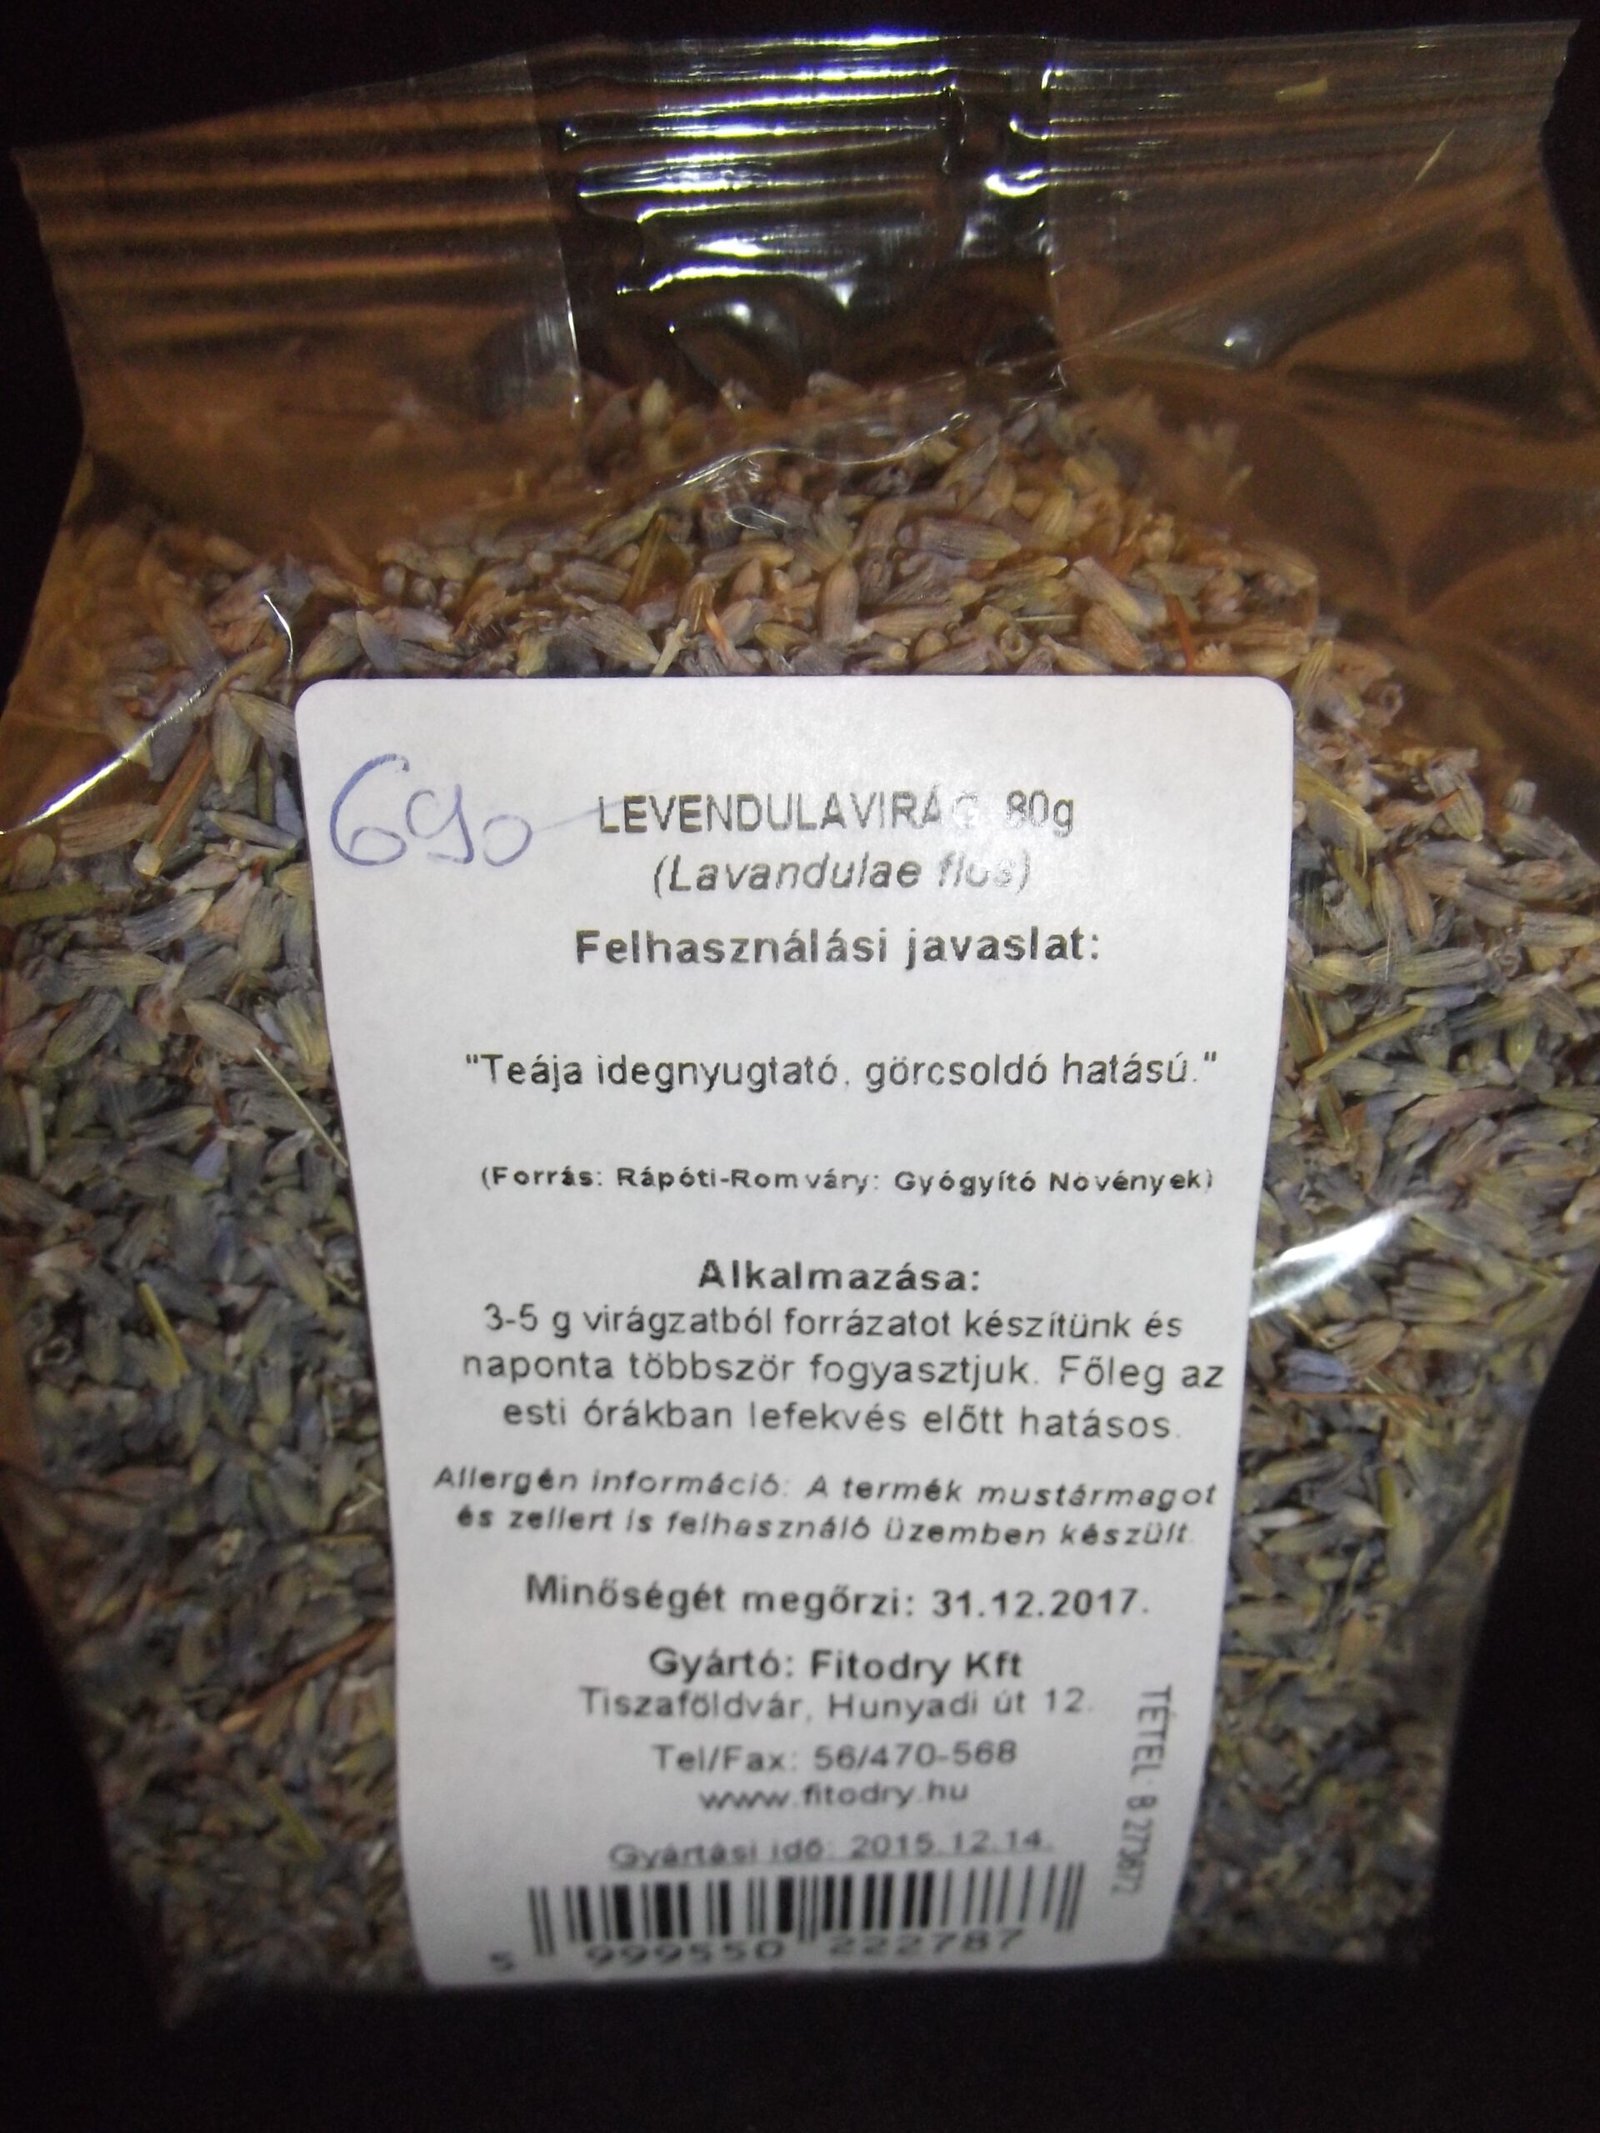 690
LEVENDULAVIRÁG 80g
(Lavandulae flos)
Felhasználási javaslat:
"Teája idegnyugtató, görcsoldó hatású."
(Forrás: Rápóti-Romváry: Gyógyító Növények)
Alkalmazása:
3-5 g virágzatból forrázatot készítünk és
naponta többször fogyasztjuk. Főleg az
esti órákban lefekvés előtt hatásos.
Allergén információ: A termék mustármagot
és zellert is felhasználó üzemben készült.
Minőségét megőrzi: 31.12.2017.
Gyártó: Fitodry Kft
Tiszaföldvár, Hunyadi út 12.
Tel/Fax: 56/470-568
www.fitodry.hu
Gyártási idő: 2015.12.14.
5 999550 222787
TÉTEL: B 273672